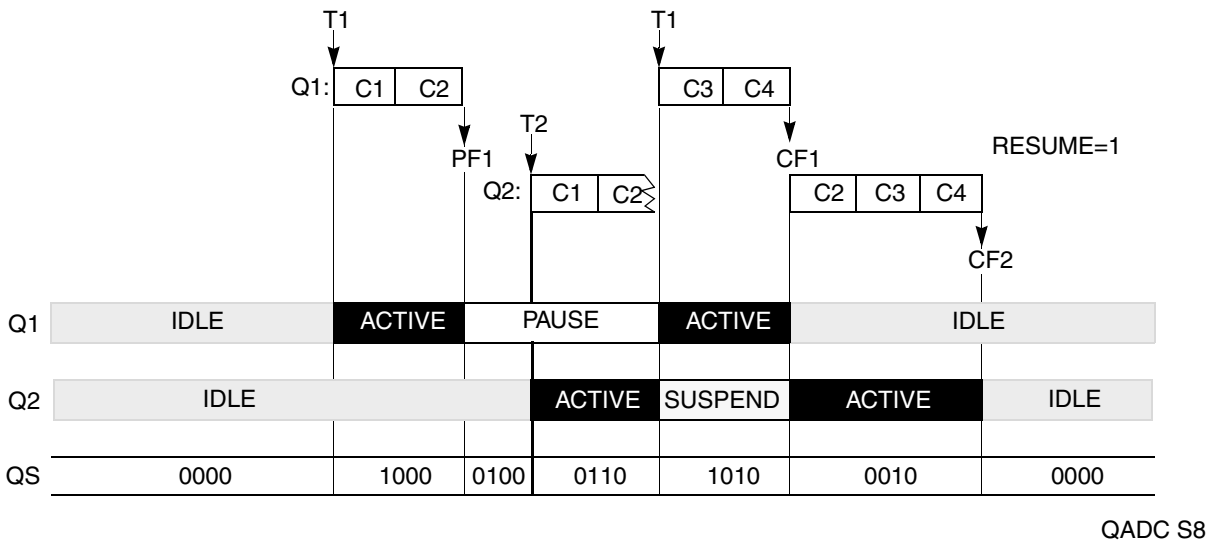 T1 T1
Q1: C1 C2 C3 C4
T2
PF1 CF1 RESUME=1
Q2: C1 C2 C2 C3 C4
CF2
Q1 IDLE ACTIVE PAUSE ACTIVE IDLE
Q2 IDLE ACTIVE SUSPEND ACTIVE IDLE
QS 0000 1000 0100 0110 1010 0010 0000
QADC S8